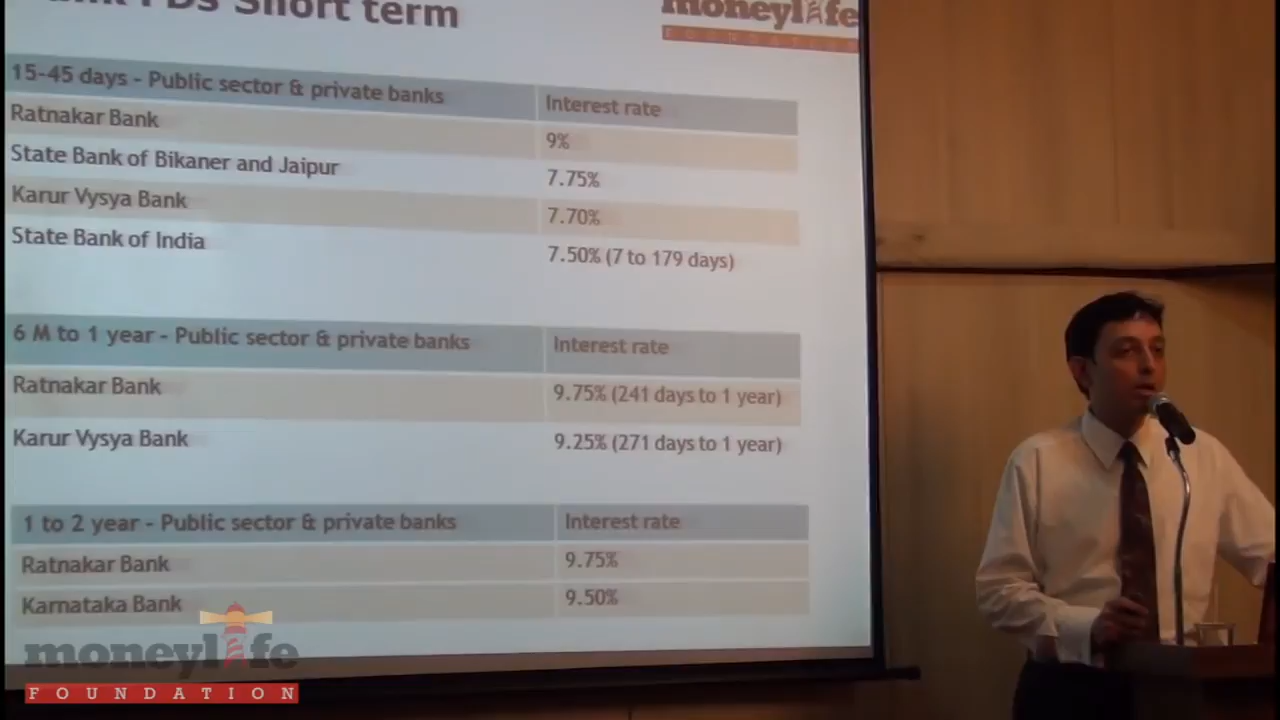 FDs Short term
moneylife
FOUNDATION
15-45 days - Public sector & private banks Interest rate
Ratnakar Bank 9%
State Bank of Bikaner and Jaipur 7.75%
Karur Vysya Bank 7.70%
State Bank of India 7.50% (7 to 179 days)
6 M to 1 year - Public sector & private banks Interest rate
Ratnakar Bank 9.75% (241 days to 1 year)
Karur Vysya Bank 9.25% (271 days to 1 year)
1 to 2 year - Public sector & private banks Interest rate
Ratnakar Bank 9.75%
Karnataka Bank 9.50%
moneylife
FOUNDATION